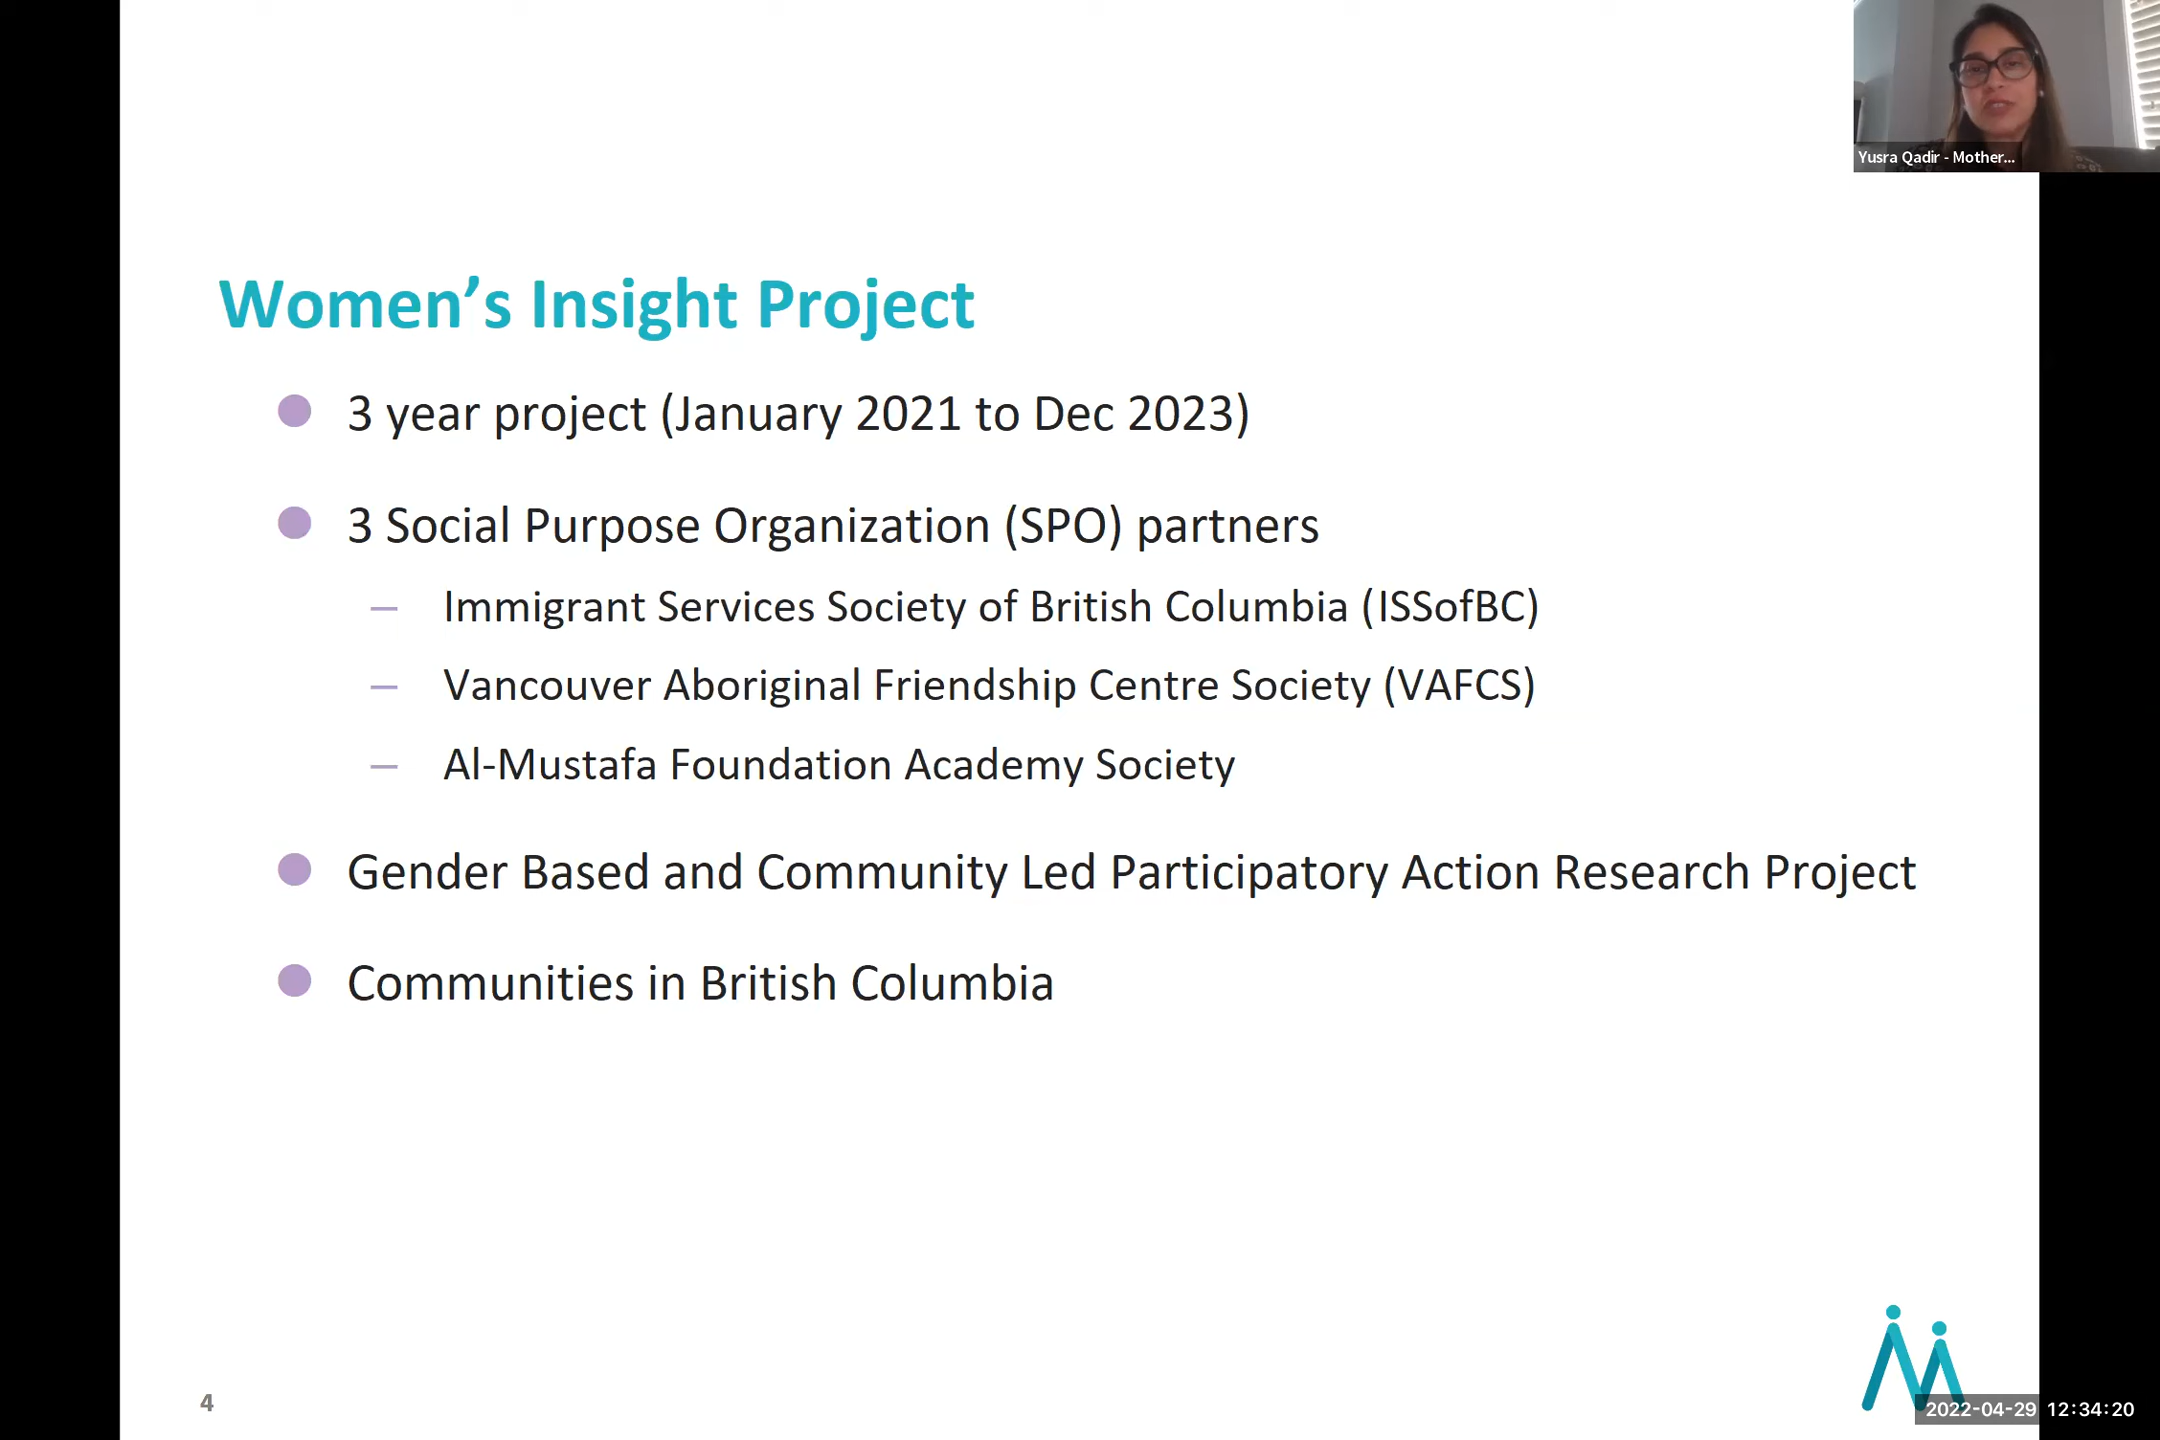 Yusra Qadir - Mother...
Women’s Insight Project
3 year project (January 2021 to Dec 2023)
3 Social Purpose Organization (SPO) partners
– Immigrant Services Society of British Columbia (ISSofBC)
– Vancouver Aboriginal Friendship Centre Society (VAFCS)
– Al-Mustafa Foundation Academy Society
Gender Based and Community Led Participatory Action Research Project
Communities in British Columbia
4
2022-04-29 12:34:20